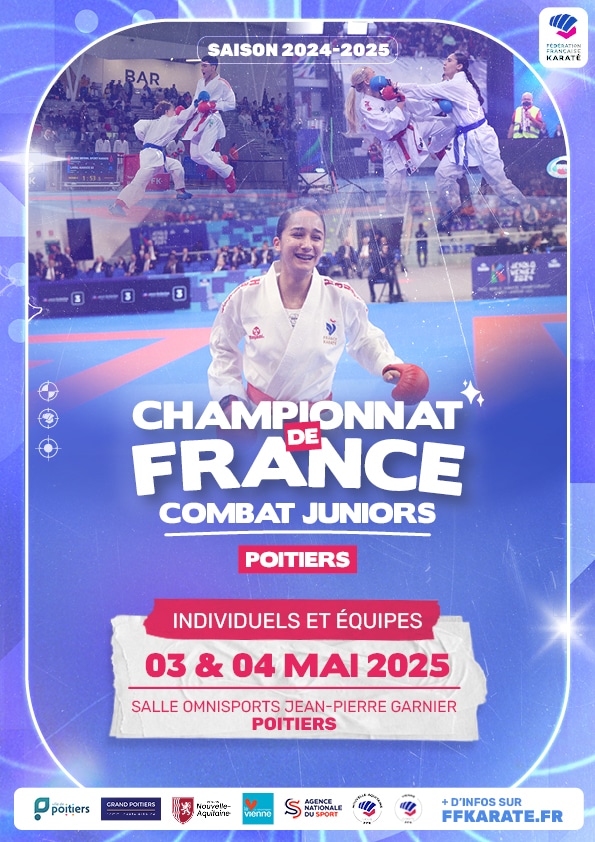 SAISON 2024-2025
FÉDÉRATION
FRANÇAISE
KARATÉ
BAR
CHAMPIONNAT
DE
FRANCE
COMBAT JUNIORS
POITIERS
INDIVIDUELS ET ÉQUIPES
03 & 04 MAI 2025
SALLE OMNISPORTS JEAN-PIERRE GARNIER
POITIERS
poitiers
GRAND POITIERS
Nouvelle-
Aquitaine
vienne
AGENCE
NATIONALE
DU SPORT
+ D'INFOS SUR
FFKARATE.FR